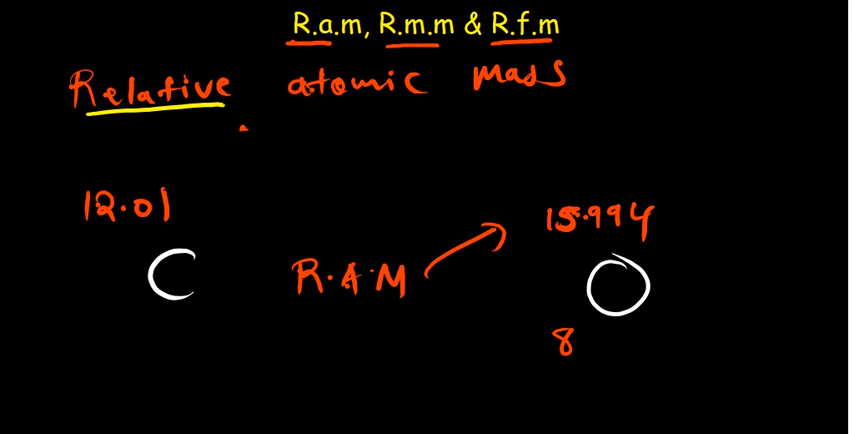 R.a.m, R.m.m & R.f.m
Relative atomic mass
12.01
15.994
C
R.A.M
O
8